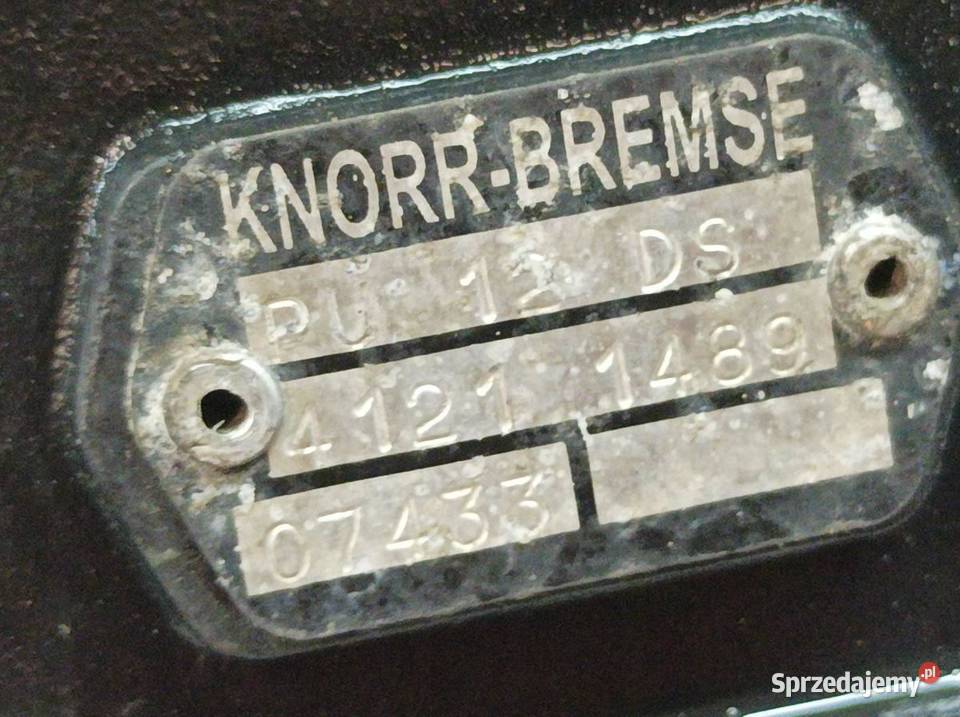 KNORR-BREMSE
PU 12 DS
4121 1489
07433
Sprzedajemy.pl